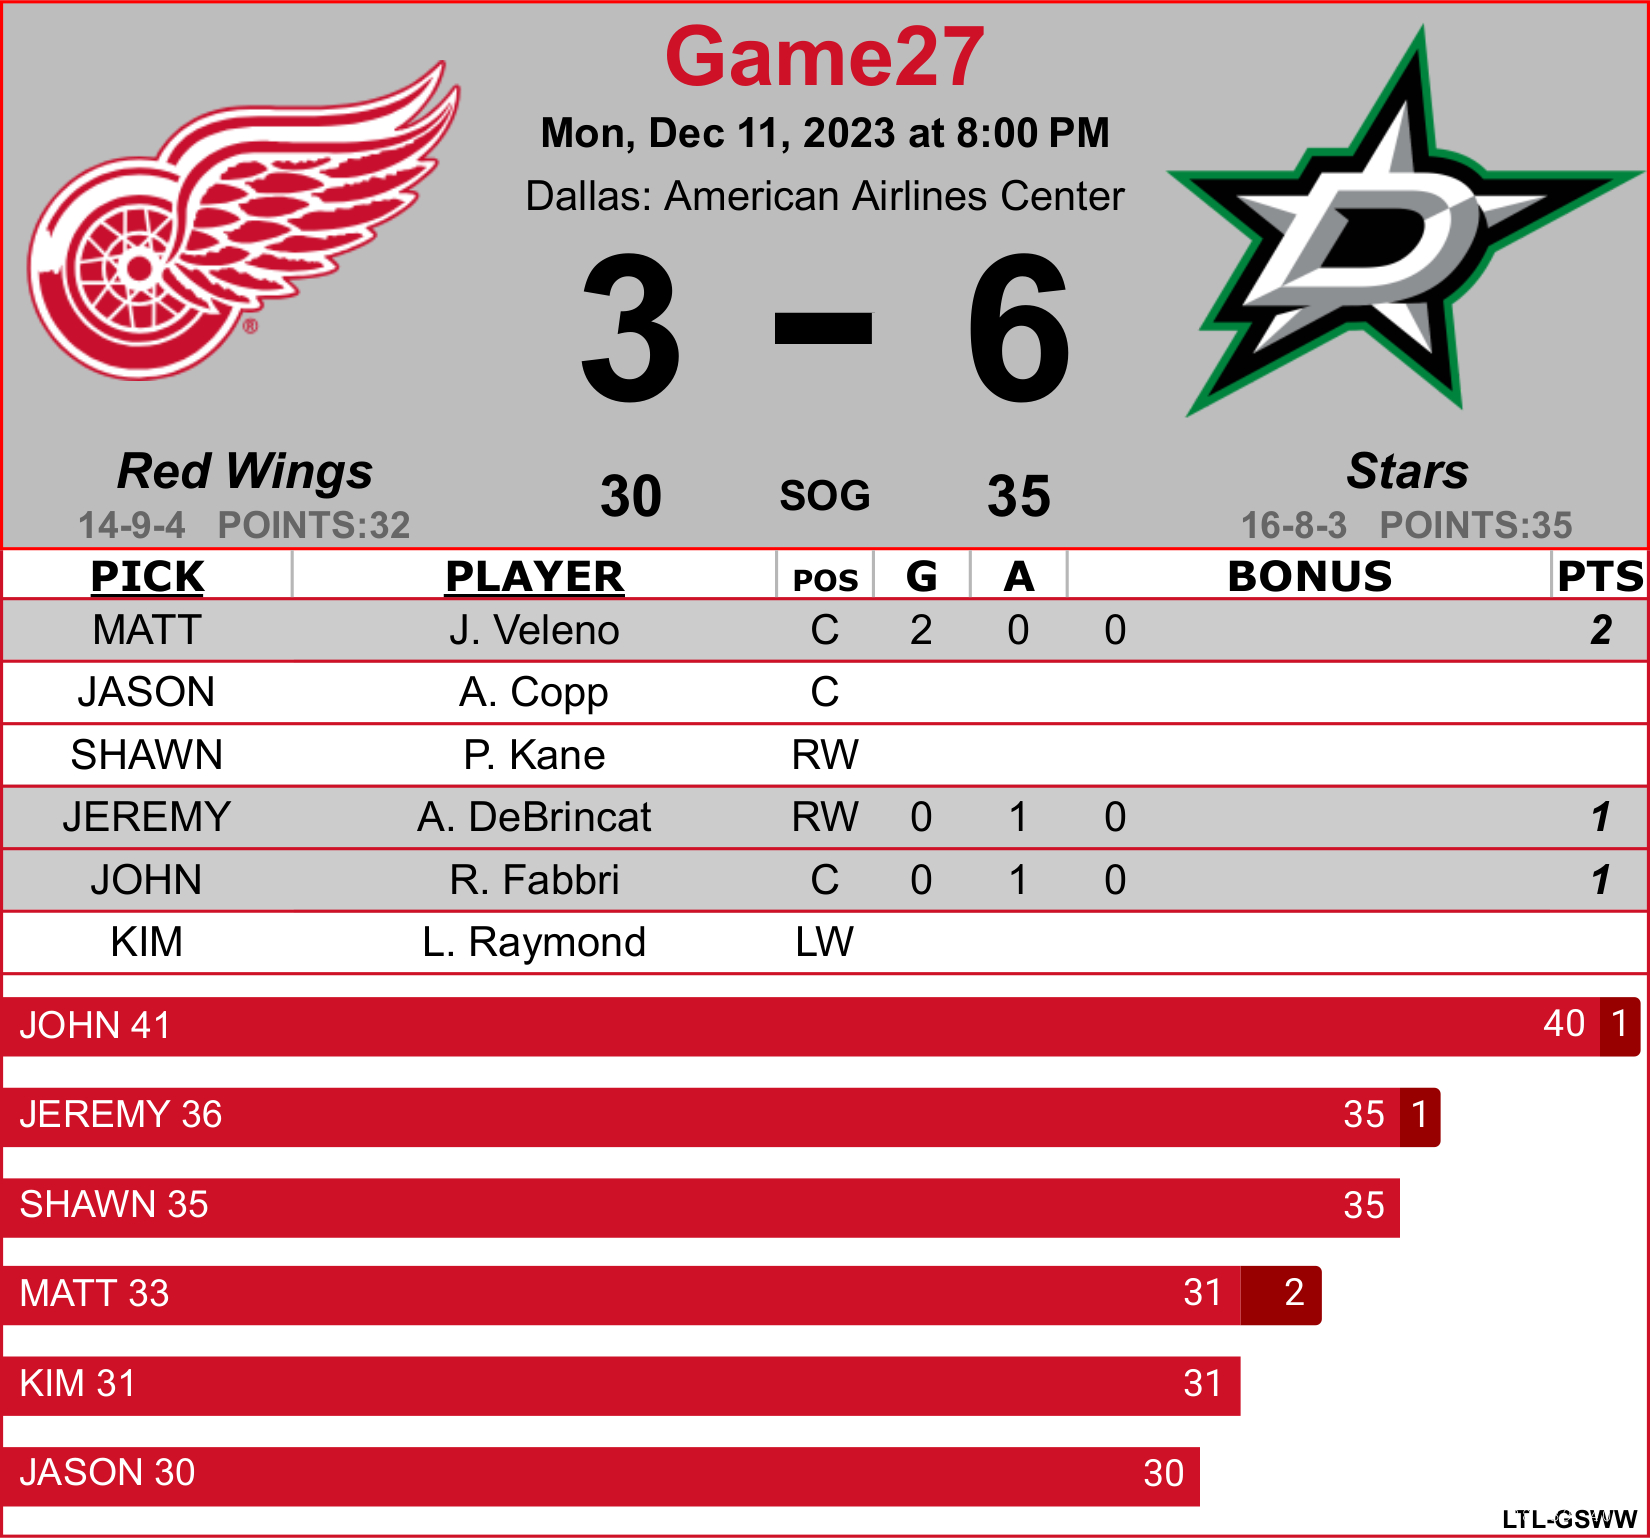 Game27
Mon, Dec 11, 2023 at 8:00 PM
Dallas: American Airlines Center
3 - 6
Red Wings 30 SOG 35 Stars
14-9-4 POINTS:32 16-8-3 POINTS:35
PICK PLAYER POS G A BONUS PTS
MATT J. Veleno C 2 0 0 2
JASON A. Copp C
SHAWN P. Kane RW
JEREMY A. DeBrincat RW 0 1 0 1
JOHN R. Fabbri C 0 1 0 1
KIM L. Raymond LW
JOHN 41 40 1
JEREMY 36 35 1
SHAWN 35 35
MATT 33 31 2
KIM 31 31
JASON 30 30
LTL-GSWW